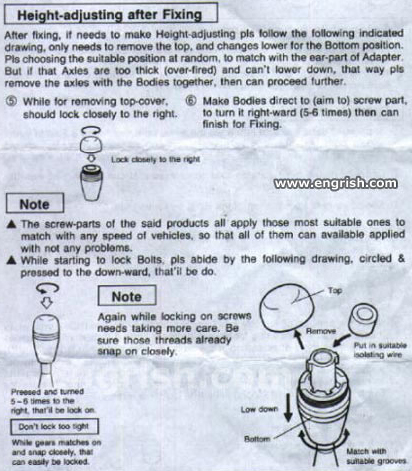 Height-adjusting after Fixing
After fixing, if needs to make Height-adjusting pls follow the following indicated
drawing, only needs to remove the top, and changes lower for the Bottom position.
Pls choosing the suitable position at random, to match with the ear-part of Adapter.
But if that Axles are too thick (over-fired) and can't lower down, that way pls
remove the axles with the Bodies together, then can proceed further.
⑤ While for removing top-cover,
should lock closely to the right.
⑥ Make Bodies direct to (aim to) screw part,
to turn it right-ward (5-6 times) then can
finish for Fixing.
Lock closely to the right
www.engrish.com
Note
▲ The screw-parts of the said products all apply those most suitable ones to
match with any speed of vehicles, so that all of them can available applied
with not any problems.
▲ While starting to lock Bolts, pls abide by the following drawing, circled &
pressed to the down-ward, that'll be do.
Note
Again while locking on screws
needs taking more care. Be
sure those threads already
snap on closely.
Top
Remove
Put in suitable
isolsting wire
Pressed and turned
5~6 times to the
right, that'll be lock on.
Don't lock too tight
While gears matches on
and snap closely, that
can easily be locked.
Low down
Bottom
Match with
suitable grooves.